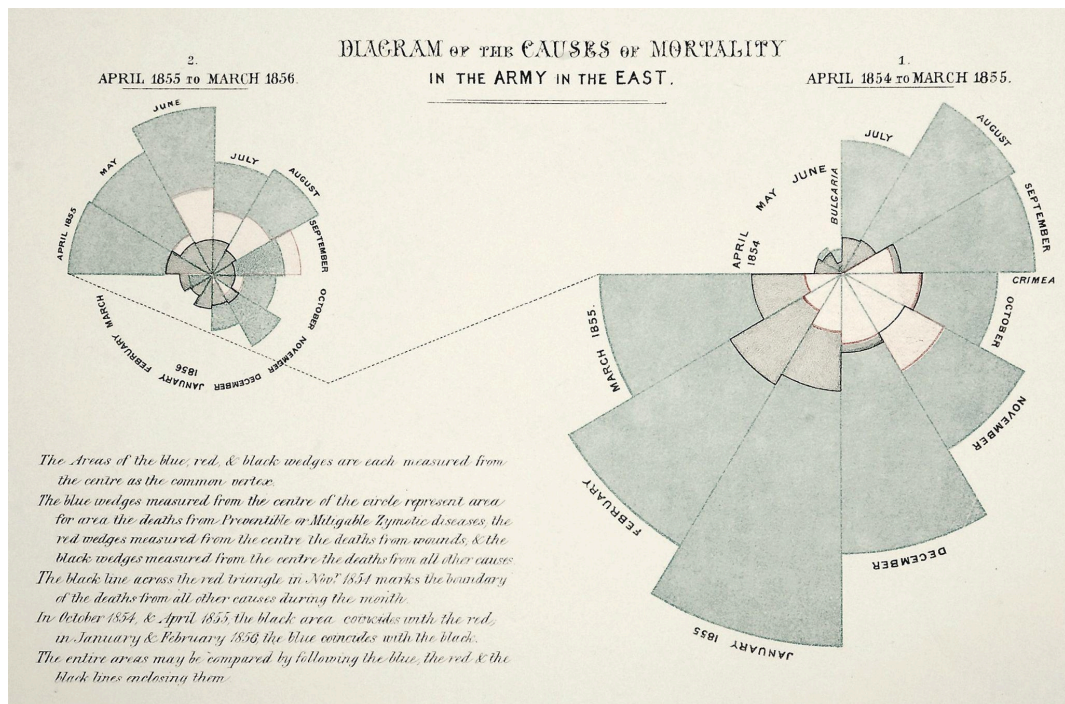 DIAGRAM OF THE CAUSES OF MORTALITY
IN THE ARMY IN THE EAST.
2.
APRIL 1855 TO MARCH 1856.
1.
APRIL 1854 TO MARCH 1855.
APRIL 1855
MAY
JUNE
JULY
AUGUST
SEPTEMBER
OCTOBER
NOVEMBER
DECEMBER
JANUARY
1856
FEBRUARY
MARCH
APRIL
1854
MAY
JUNE
BULGARIA
JULY
AUGUST
SEPTEMBER
CRIMEA
OCTOBER
NOVEMBER
DECEMBER
JANUARY 1855
FEBRUARY
MARCH 1855
The Areas of the blue, red, & black wedges are each measured from
the centre as the common vertex.
The blue wedges measured from the centre of the circle represent area
for area the deaths from Preventible or Mitigable Zymotic diseases, the
red wedges measured from the centre the deaths from wounds, & the
black wedges measured from the centre the deaths from all other causes.
The black line across the red triangle in Novr. 1854 marks the boundary
of the deaths from all other causes during the month.
In October 1854, & April 1855, the black area coincides with the red,
in January & February 1856, the blue coincides with the black.
The entire areas may be compared by following the blue, the red & the
black lines enclosing them.